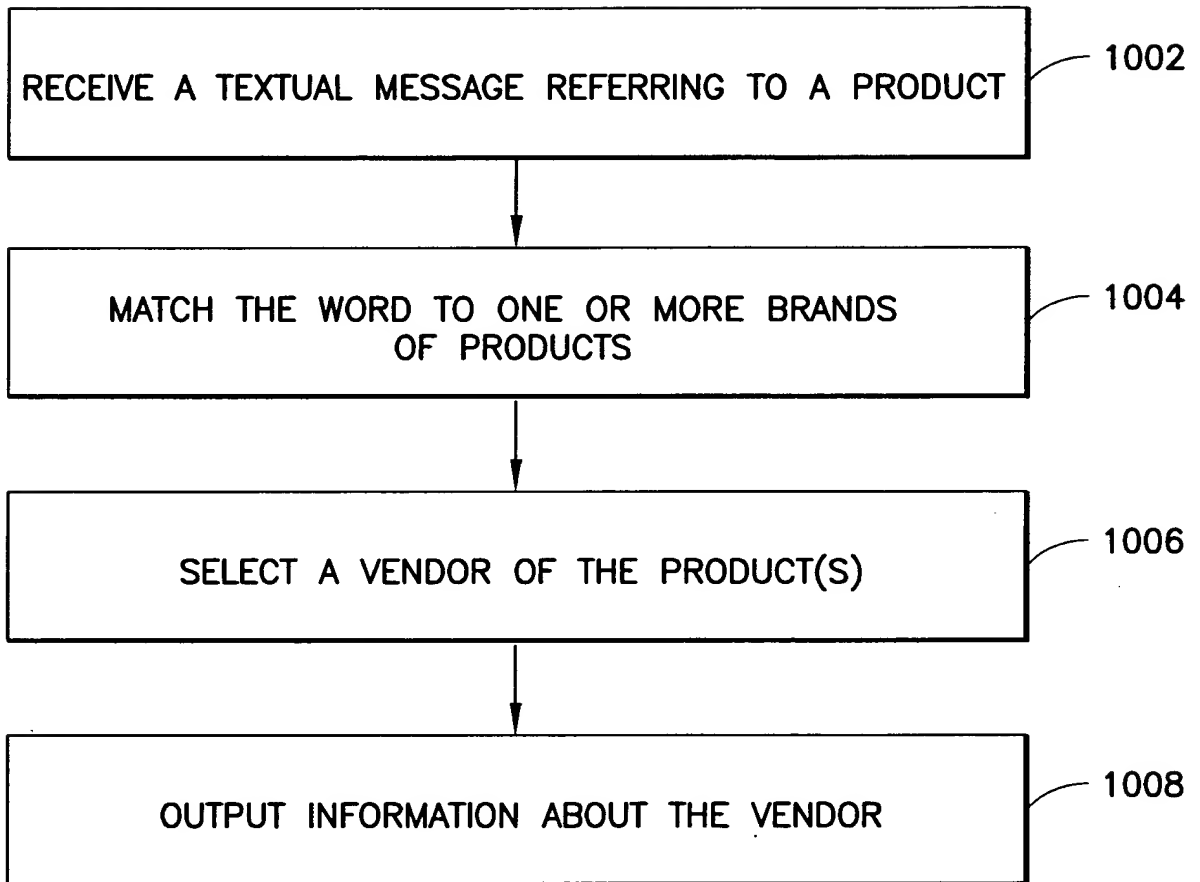 RECEIVE A TEXTUAL MESSAGE REFERRING TO A PRODUCT
1002
MATCH THE WORD TO ONE OR MORE BRANDS
OF PRODUCTS
1004
SELECT A VENDOR OF THE PRODUCT(S)
1006
OUTPUT INFORMATION ABOUT THE VENDOR
1008